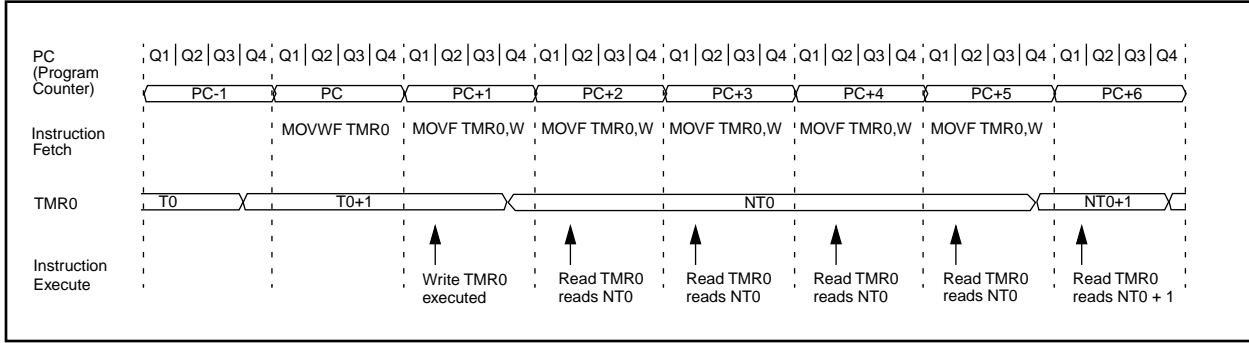 PC
(Program
Counter)
Q1 Q2 Q3 Q4 Q1 Q2 Q3 Q4 Q1 Q2 Q3 Q4 Q1 Q2 Q3 Q4 Q1 Q2 Q3 Q4 Q1 Q2 Q3 Q4 Q1 Q2 Q3 Q4 Q1 Q2 Q3 Q4
PC-1 PC PC+1 PC+2 PC+3 PC+4 PC+5 PC+6
Instruction
Fetch
MOVWF TMR0 MOVF TMR0,W MOVF TMR0,W MOVF TMR0,W MOVF TMR0,W MOVF TMR0,W
TMR0
T0 T0+1 NT0 NT0+1
Instruction
Execute
Write TMR0
executed
Read TMR0
reads NT0
Read TMR0
reads NT0
Read TMR0
reads NT0
Read TMR0
reads NT0
Read TMR0
reads NT0 + 1